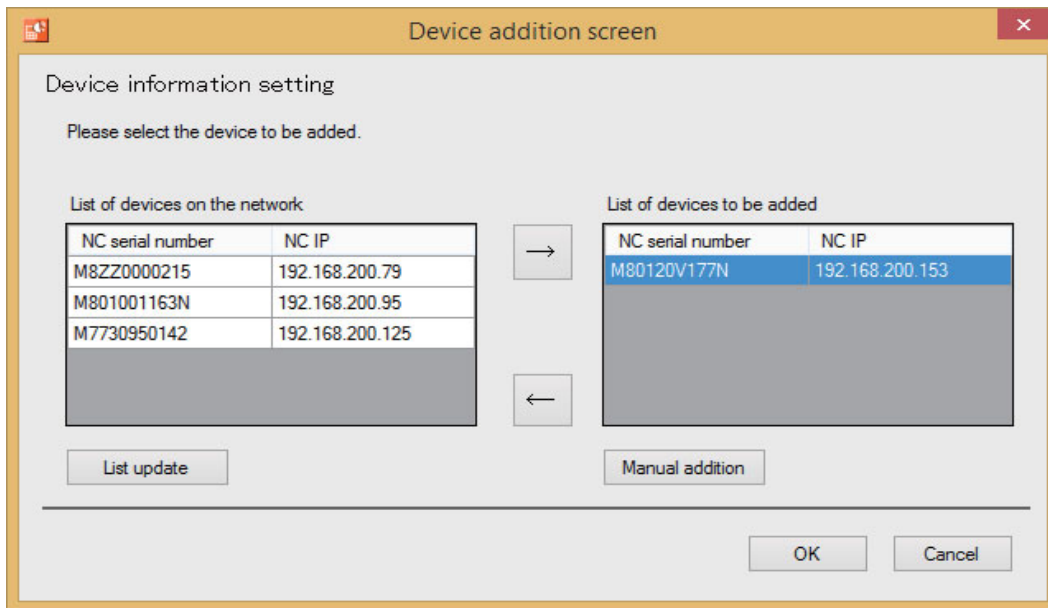 Device addition screen
Device information setting
Please select the device to be added.
List of devices on the network
NC serial number NC IP
M8ZZ0000215 192.168.200.79
M801001163N 192.168.200.95
M7730950142 192.168.200.125
List update
→
←
List of devices to be added
NC serial number NC IP
M80120V177N 192.168.200.153
Manual addition
OK
Cancel